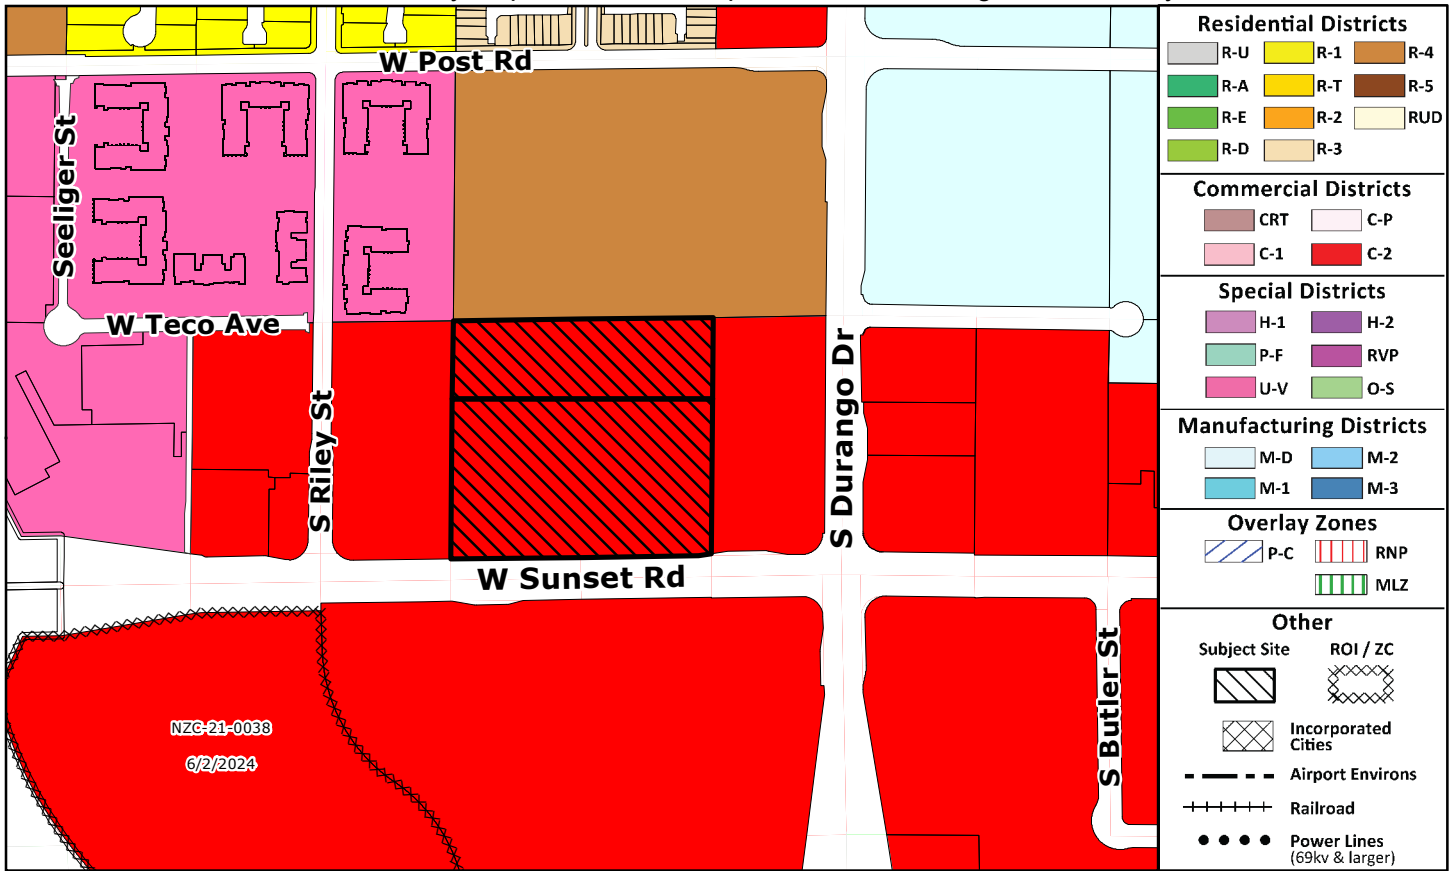 W Post Rd
Seeliger St
W Teco Ave
S Riley St
S Durango Dr
W Sunset Rd
S Butler St
NZC-21-0038
6/2/2024
Residential Districts
R-U R-1 R-4
R-A R-T R-5
R-E R-2 RUD
R-D R-3
Commercial Districts
CRT C-P
C-1 C-2
Special Districts
H-1 H-2
P-F RVP
U-V O-S
Manufacturing Districts
M-D M-2
M-1 M-3
Overlay Zones
P-C RNP
MLZ
Other
Subject Site ROI / ZC
Incorporated
Cities
Airport Environs
Railroad
Power Lines
(69kv & larger)